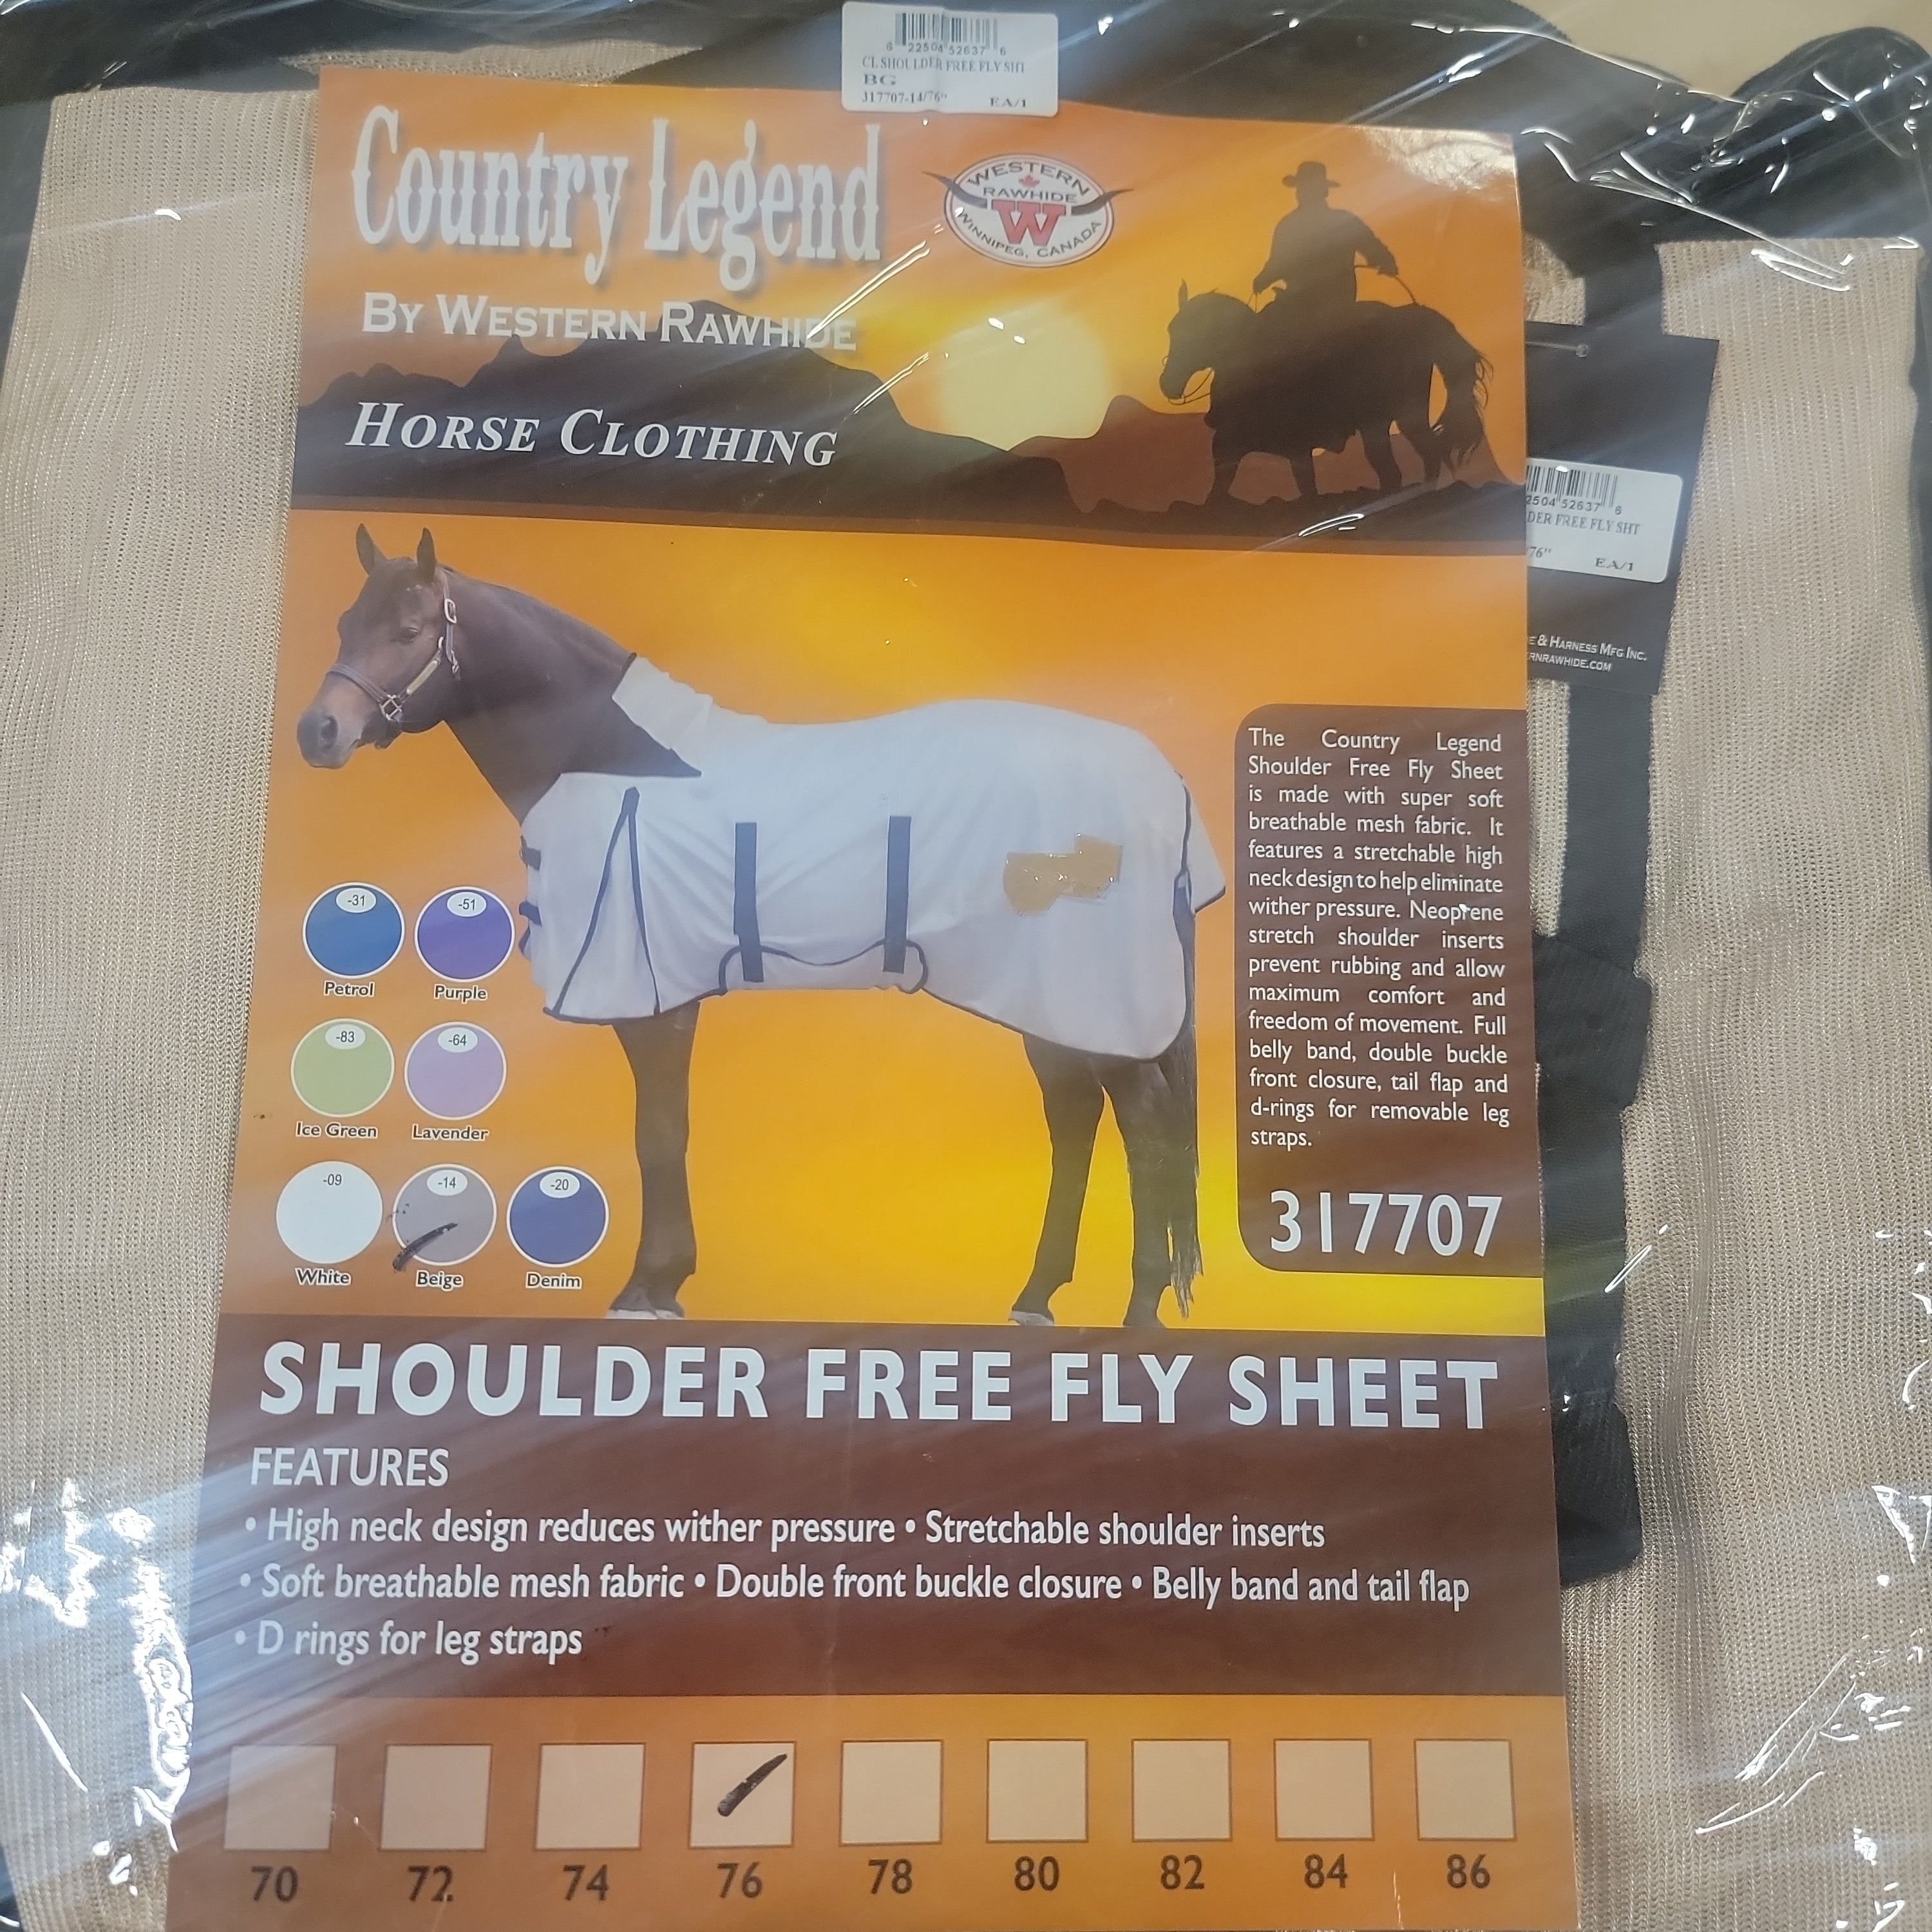 6 22504 52637 6
CL SHOULDER FREE FLY SHT
BG
317707-14/76" EA/1
Country Legend
By Western Rawhide
Horse Clothing
WESTERN
RAWHIDE
W
WINNIPEG, CANADA
2504 52637 6
DER FREE FLY SHT
76" EA/1
E & Harness Mfg Inc.
RNRAWHIDE.COM
The Country Legend
Shoulder Free Fly Sheet
is made with super soft
breathable mesh fabric. It
features a stretchable high
neck design to help eliminate
wither pressure. Neoprene
stretch shoulder inserts
prevent rubbing and allow
maximum comfort and
freedom of movement. Full
belly band, double buckle
front closure, tail flap and
d-rings for removable leg
straps.
317707
-31 -51
Petrol Purple
-83 -64
Ice Green Lavender
-09 -14 -20
White Beige Denim
SHOULDER FREE FLY SHEET
FEATURES
• High neck design reduces wither pressure • Stretchable shoulder inserts
• Soft breathable mesh fabric • Double front buckle closure • Belly band and tail flap
• D rings for leg straps
70 72 74 76 78 80 82 84 86